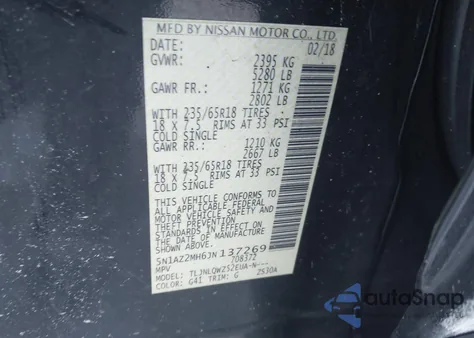 MFD BY NISSAN MOTOR CO., LTD.
DATE: 02/18
GVWR: 2395 KG
5280 LB
GAWR FR.: 1271 KG
2802 LB
WITH 235/65R18 TIRES
18 X 7.5 RIMS AT 33 PSI
COLD SINGLE
GAWR RR.: 1210 KG
2667 LB
WITH 235/65R18 TIRES
18 X 7.5 RIMS AT 33 PSI
COLD SINGLE
THIS VEHICLE CONFORMS TO
ALL APPLICABLE FEDERAL
MOTOR VEHICLE SAFETY AND
THEFT PREVENTION
STANDARDS IN EFFECT ON
THE DATE OF MANUFACTURE
SHOWN ABOVE.
5N1AZ2MH6JN137269
MPV 708372
MODEL: TLJNLQWZ52EUA-N---
COLOR: G41 TRIM: G 2530A
autoSnap